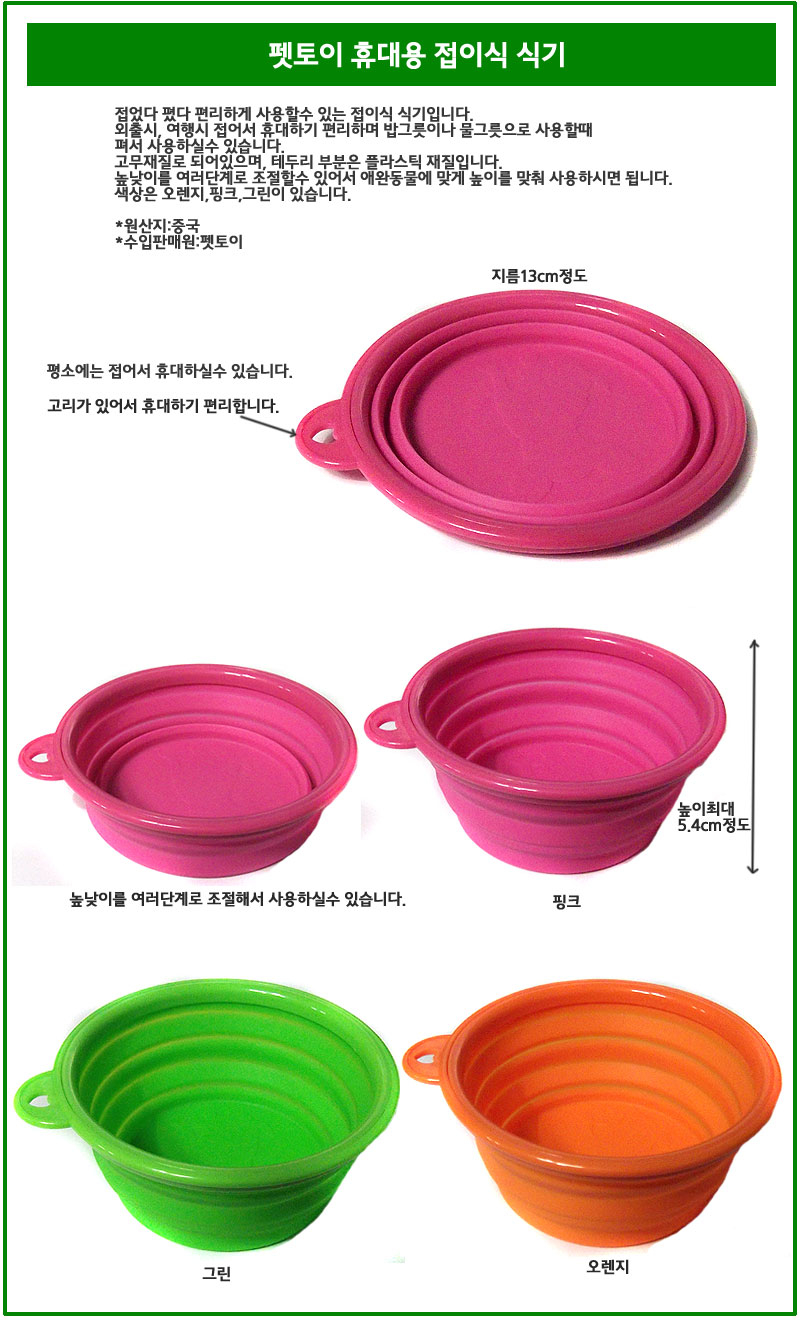 펫토이 휴대용 접이식 식기
접었다 폈다 편리하게 사용할수 있는 접이식 식기입니다.
외출시, 여행시 접어서 휴대하기 편리하며 밥그릇이나 물그릇으로 사용할때
펴서 사용하실수 있습니다.
고무재질로 되어있으며, 테두리 부분은 플라스틱 재질입니다.
높낮이를 여러단계로 조절할수 있어서 애완동물에 맞게 높이를 맞춰 사용하시면 됩니다.
색상은 오렌지,핑크,그린이 있습니다.
*원산지:중국
*수입판매원:펫토이
지름13cm정도
평소에는 접어서 휴대하실수 있습니다.
고리가 있어서 휴대하기 편리합니다.
높이최대
5.4cm정도
높낮이를 여러단계로 조절해서 사용하실수 있습니다.
핑크
그린
오렌지